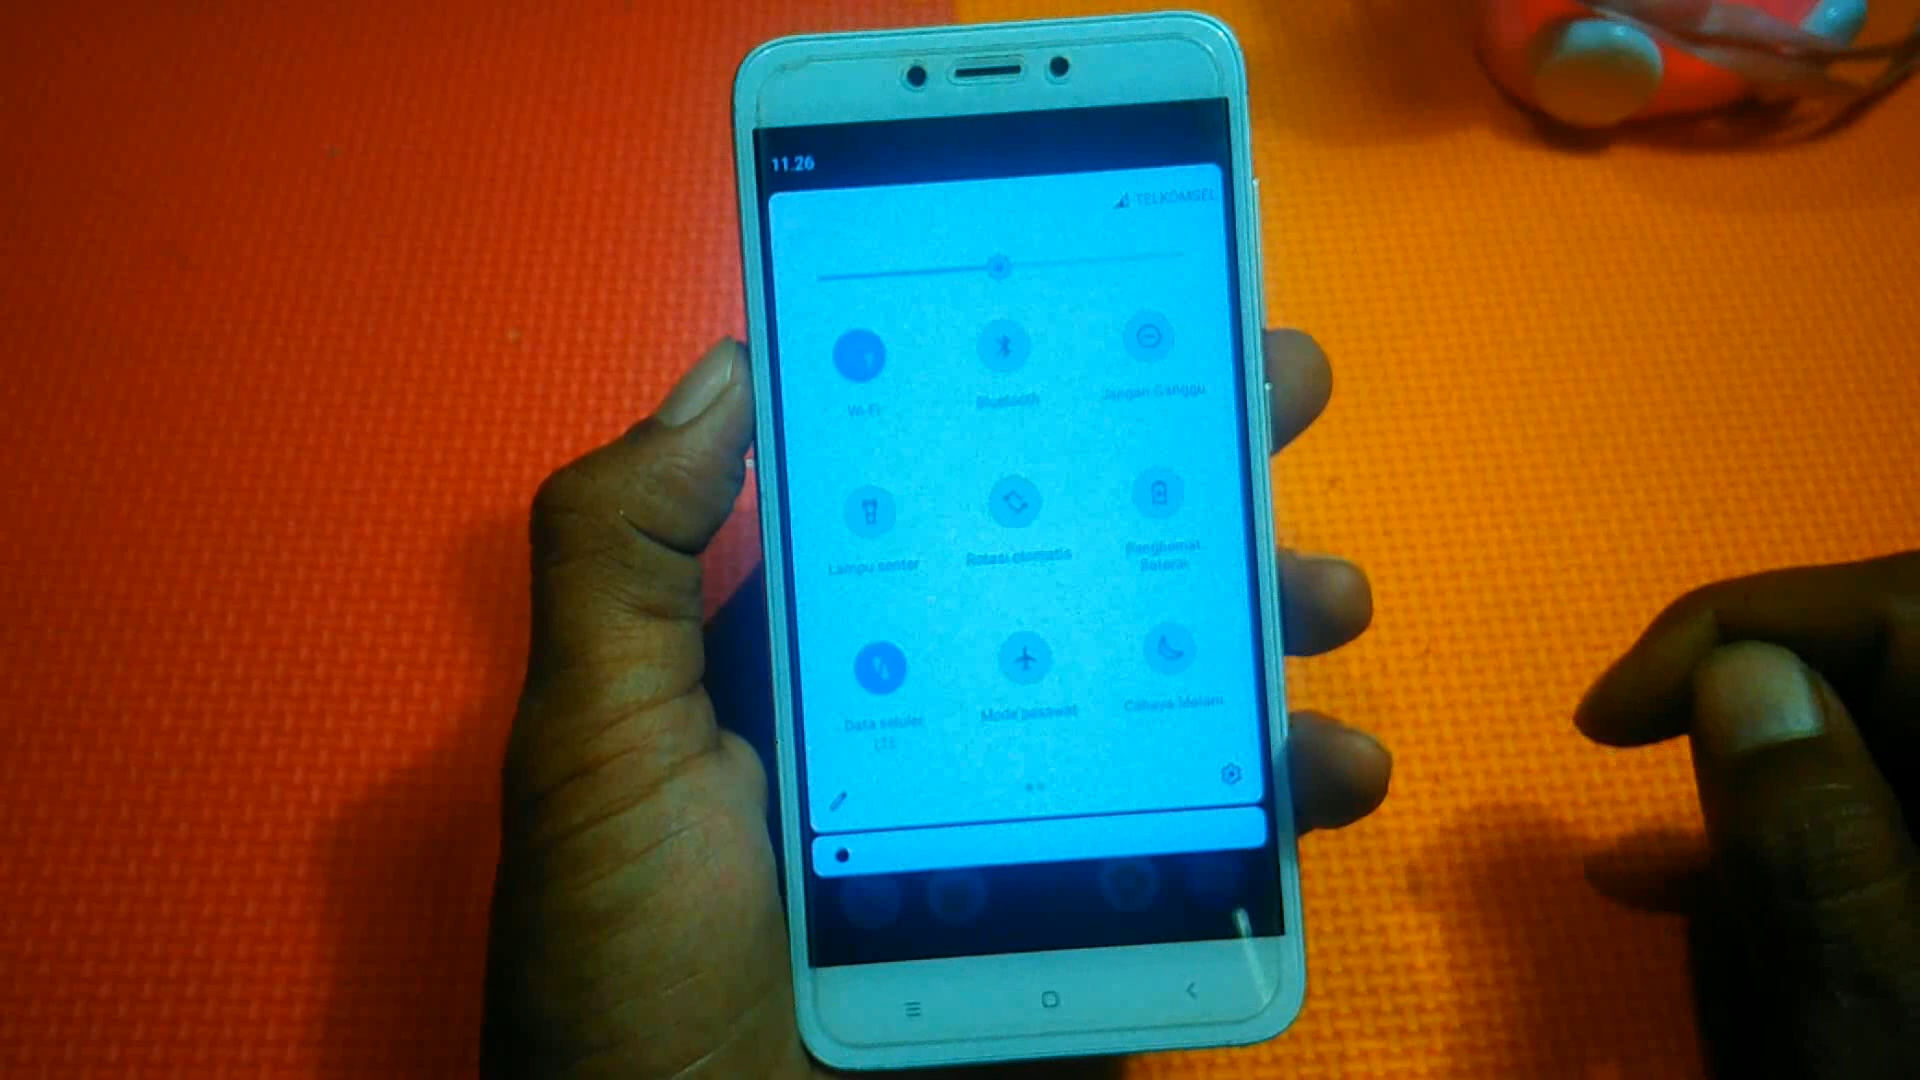 11.26
TELKOMSEL
Wi-Fi
Bluetooth
Jangan Ganggu
Lampu senter
Rotasi otomatis
Penghemat
Baterai
Data seluler
LTE
Mode pesawat
Cahaya Malam